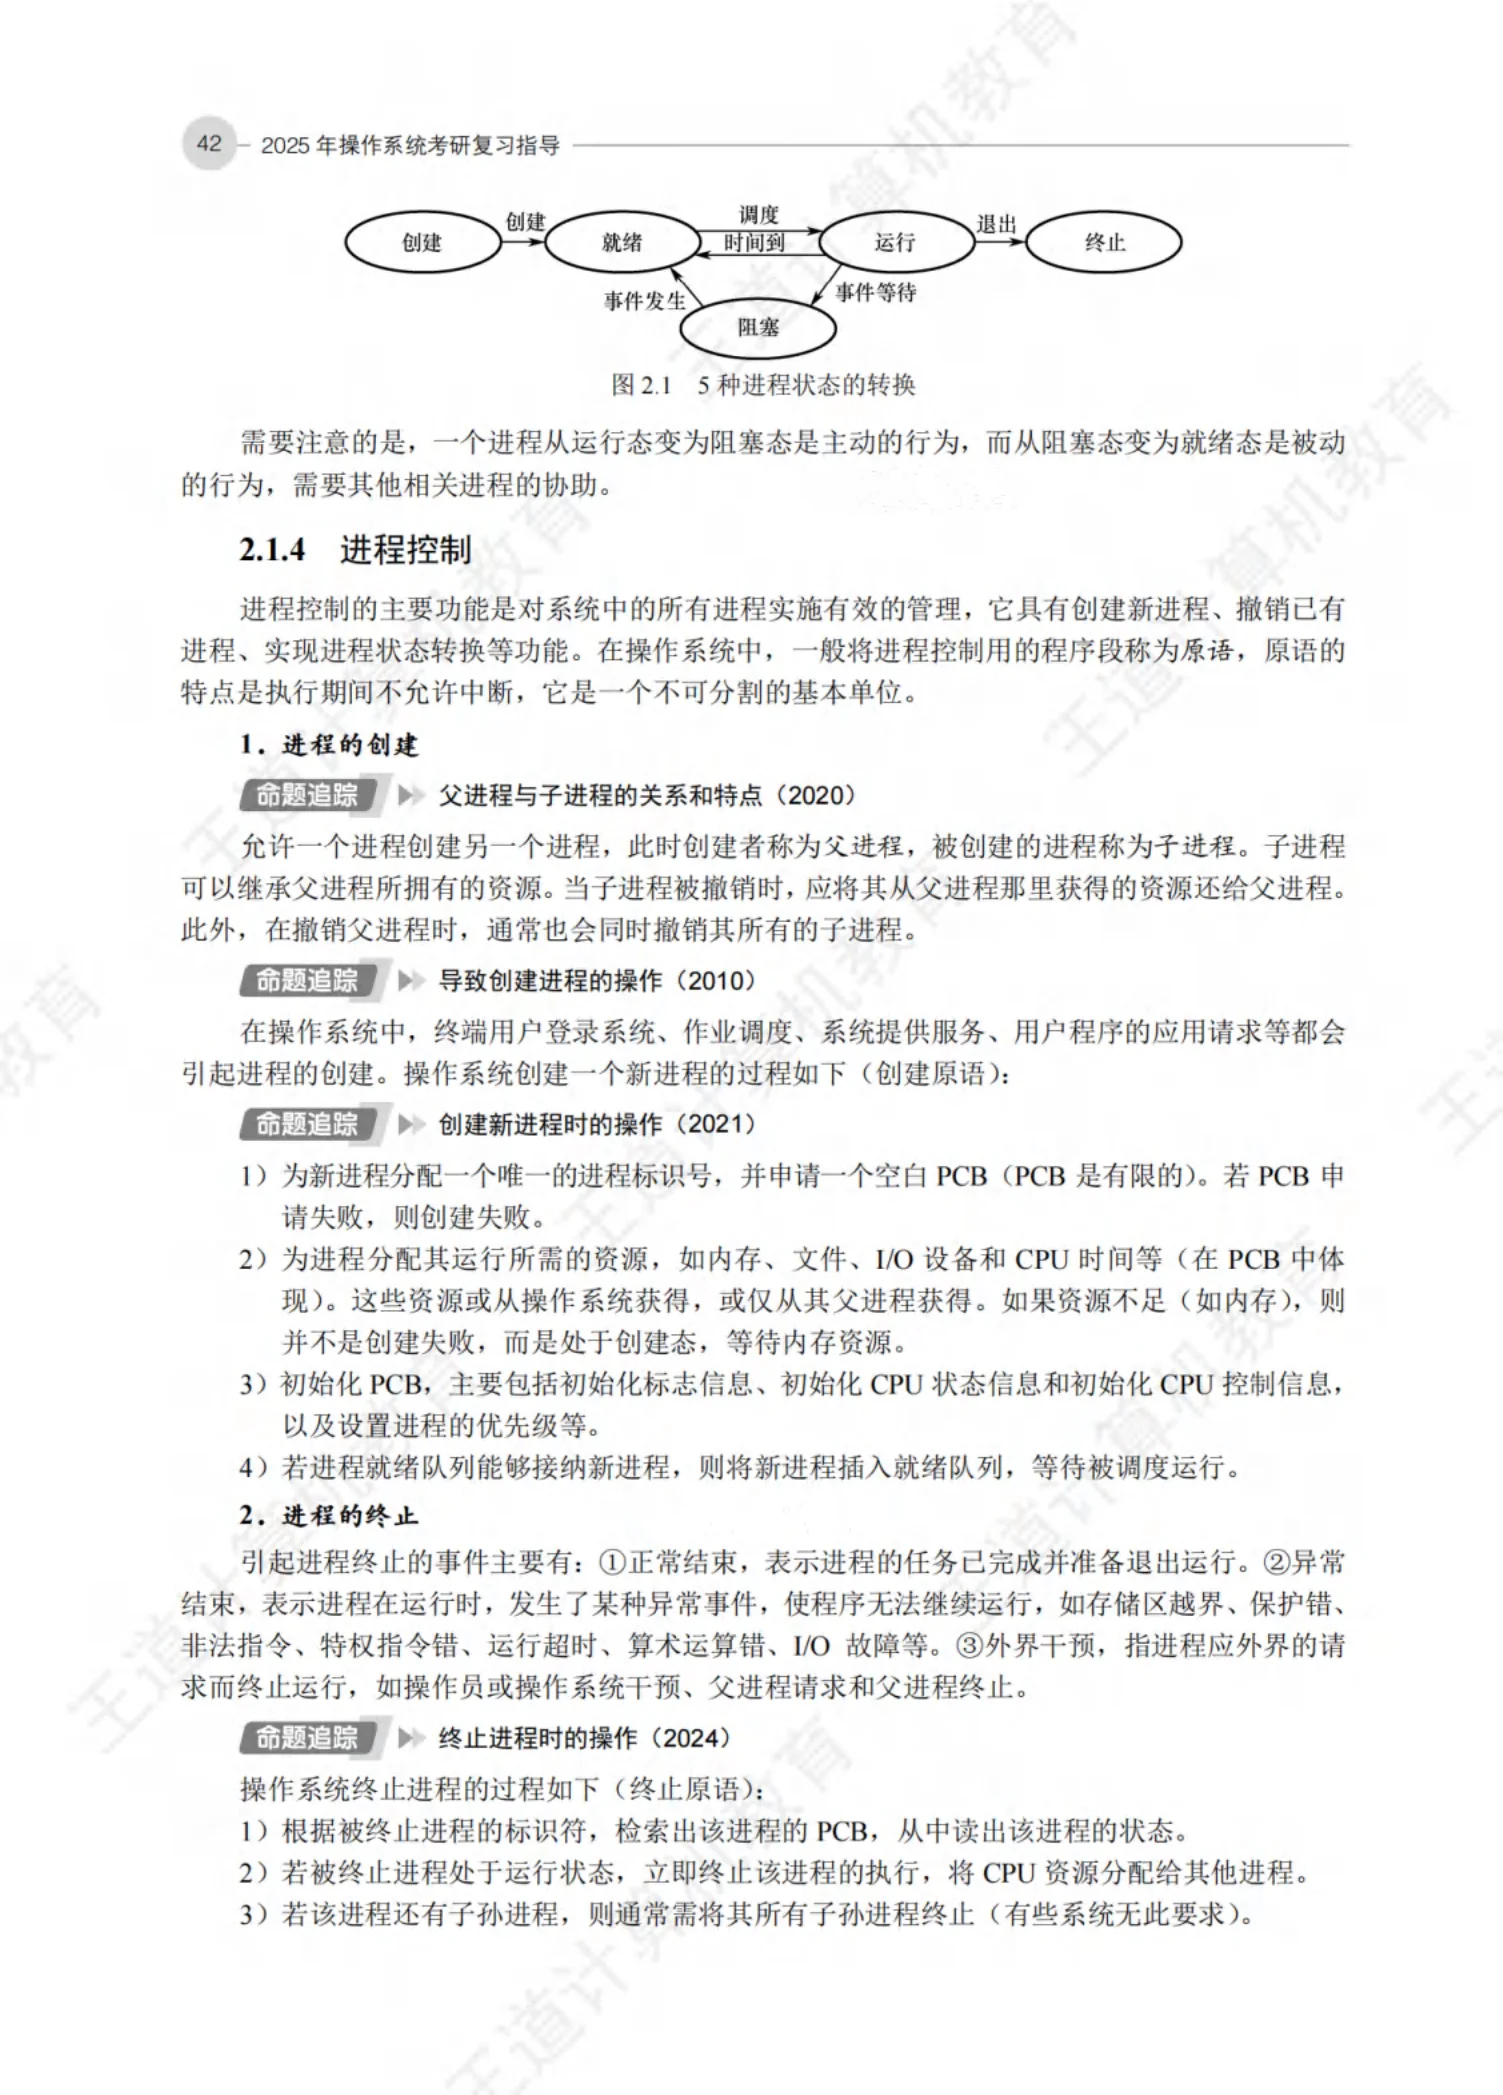 42 2025 年操作系统考研复习指导
创建
创建
就绪
调度
时间到
运行
退出
终止
事件发生
事件等待
阻塞
图 2.1 5 种进程状态的转换
需要注意的是，一个进程从运行态变为阻塞态是主动的行为，而从阻塞态变为就绪态是被动
的行为，需要其他相关进程的协助。
2.1.4 进程控制
进程控制的主要功能是对系统中的所有进程实施有效的管理，它具有创建新进程、撤销已有
进程、实现进程状态转换等功能。在操作系统中，一般将进程控制用的程序段称为原语，原语的
特点是执行期间不允许中断，它是一个不可分割的基本单位。
1．进程的创建
命题追踪 父进程与子进程的关系和特点（2020）
允许一个进程创建另一个进程，此时创建者称为父进程，被创建的进程称为子进程。子进程
可以继承父进程所拥有的资源。当子进程被撤销时，应将其从父进程那里获得的资源还给父进程。
此外，在撤销父进程时，通常也会同时撤销其所有的子进程。
命题追踪 导致创建进程的操作（2010）
在操作系统中，终端用户登录系统、作业调度、系统提供服务、用户程序的应用请求等都会
引起进程的创建。操作系统创建一个新进程的过程如下（创建原语）：
命题追踪 创建新进程时的操作（2021）
1）为新进程分配一个唯一的进程标识号，并申请一个空白 PCB（PCB 是有限的）。若 PCB 申
请失败，则创建失败。
2）为进程分配其运行所需的资源，如内存、文件、I/O 设备和 CPU 时间等（在 PCB 中体
现）。这些资源或从操作系统获得，或仅从其父进程获得。如果资源不足（如内存），则
并不是创建失败，而是处于创建态，等待内存资源。
3）初始化 PCB，主要包括初始化标志信息、初始化 CPU 状态信息和初始化 CPU 控制信息，
以及设置进程的优先级等。
4）若进程就绪队列能够接纳新进程，则将新进程插入就绪队列，等待被调度运行。
2．进程的终止
引起进程终止的事件主要有：①正常结束，表示进程的任务已完成并准备退出运行。②异常
结束，表示进程在运行时，发生了某种异常事件，使程序无法继续运行，如存储区越界、保护错、
非法指令、特权指令错、运行超时、算术运算错、I/O 故障等。③外界干预，指进程应外界的请
求而终止运行，如操作员或操作系统干预、父进程请求和父进程终止。
命题追踪 终止进程时的操作（2024）
操作系统终止进程的过程如下（终止原语）：
1）根据被终止进程的标识符，检索出该进程的 PCB，从中读出该进程的状态。
2）若被终止进程处于运行状态，立即终止该进程的执行，将 CPU 资源分配给其他进程。
3）若该进程还有子孙进程，则通常需将其所有子孙进程终止（有些系统无此要求）。
王道计算机教育